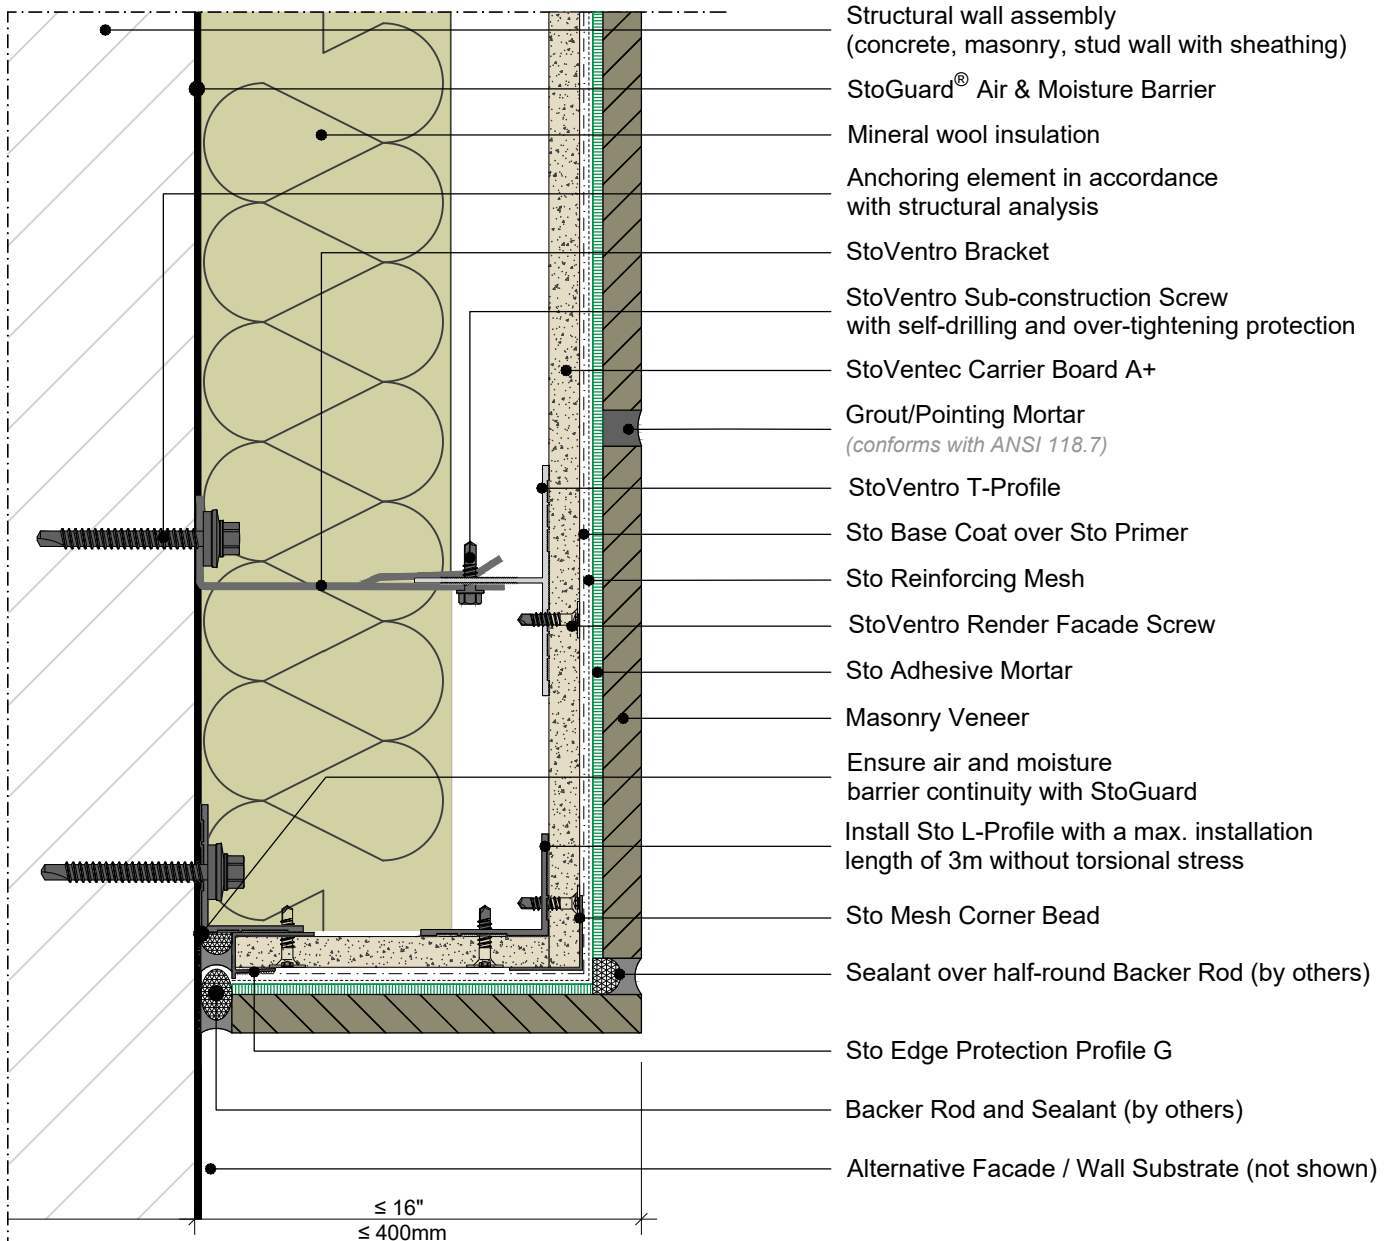 Structural wall assembly
(concrete, masonry, stud wall with sheathing)
StoGuard® Air & Moisture Barrier
Mineral wool insulation
Anchoring element in accordance
with structural analysis
StoVentro Bracket
StoVentro Sub-construction Screw
with self-drilling and over-tightening protection
StoVentec Carrier Board A+
Grout/Pointing Mortar
(conforms with ANSI 118.7)
StoVentro T-Profile
Sto Base Coat over Sto Primer
Sto Reinforcing Mesh
StoVentro Render Facade Screw
Sto Adhesive Mortar
Masonry Veneer
Ensure air and moisture
barrier continuity with StoGuard
Install Sto L-Profile with a max. installation
length of 3m without torsional stress
Sto Mesh Corner Bead
Sealant over half-round Backer Rod (by others)
Sto Edge Protection Profile G
Backer Rod and Sealant (by others)
Alternative Facade / Wall Substrate (not shown)
≤ 16"
≤ 400mm